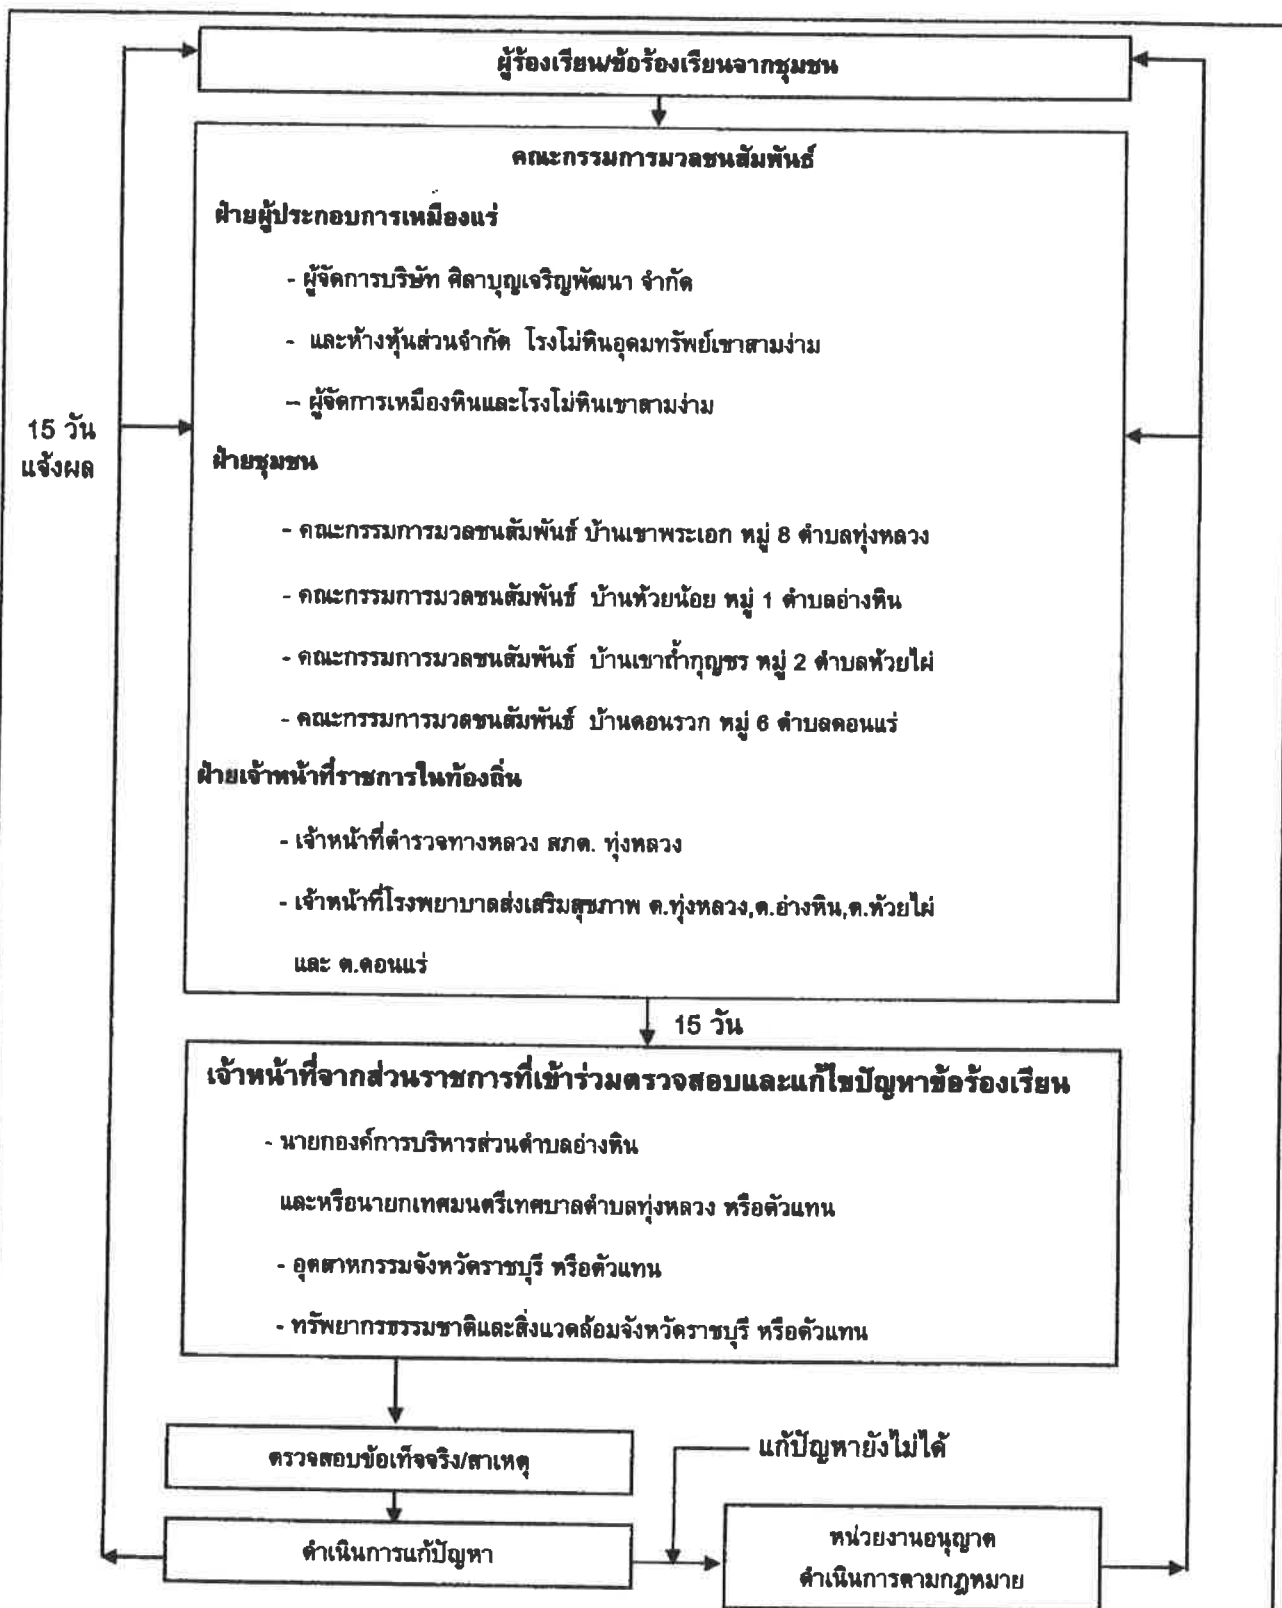 ผู้ร้องเรียน/ข้อร้องเรียนจากชุมชน
คณะกรรมการมวลชนสัมพันธ์
ฝ่ายผู้ประกอบการเหมืองแร่
- ผู้จัดการบริษัท ศิลาบุญเจริญพัฒนา จำกัด
- และห้างหุ้นส่วนจำกัด โรงโม่หินอุดมทรัพย์เขาสามง่าม
– ผู้จัดการเหมืองหินและโรงโม่หินเขาสามง่าม
15 วัน
แจ้งผล
ฝ่ายชุมชน
- คณะกรรมการมวลชนสัมพันธ์ บ้านเขาพระเอก หมู่ 8 ตำบลทุ่งหลวง
- คณะกรรมการมวลชนสัมพันธ์ บ้านห้วยน้อย หมู่ 1 ตำบลอ่างหิน
- คณะกรรมการมวลชนสัมพันธ์ บ้านเขาถ้ำกุญชร หมู่ 2 ตำบลห้วยไผ่
- คณะกรรมการมวลชนสัมพันธ์ บ้านดอนรวก หมู่ 6 ตำบลดอนแร่
ฝ่ายเจ้าหน้าที่ราชการในท้องถิ่น
- เจ้าหน้าที่ตำรวจทางหลวง สภต. ทุ่งหลวง
- เจ้าหน้าที่โรงพยาบาลส่งเสริมสุขภาพ ต.ทุ่งหลวง,ต.อ่างหิน,ต.ห้วยไผ่
และ ต.ดอนแร่
15 วัน
เจ้าหน้าที่จากส่วนราชการที่เข้าร่วมตรวจสอบและแก้ไขปัญหาข้อร้องเรียน
- นายกองค์การบริหารส่วนตำบลอ่างหิน
และหรือนายกเทศมนตรีเทศบาลตำบลทุ่งหลวง หรือตัวแทน
- อุตสาหกรรมจังหวัดราชบุรี หรือตัวแทน
- ทรัพยากรธรรมชาติและสิ่งแวดล้อมจังหวัดราชบุรี หรือตัวแทน
ตรวจสอบข้อเท็จจริง/สาเหตุ
แก้ปัญหายังไม่ได้
ดำเนินการแก้ปัญหา
หน่วยงานอนุญาต
ดำเนินการตามกฎหมาย